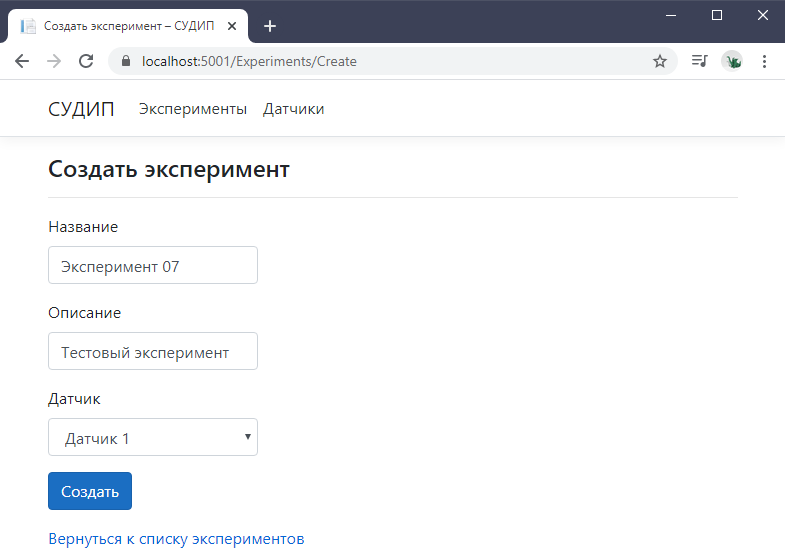 Создать эксперимент – СУДИП
localhost:5001/Experiments/Create
СУДИП Эксперименты Датчики
Создать эксперимент
Название
Эксперимент 07
Описание
Тестовый эксперимент
Датчик
Датчик 1
Создать
Вернуться к списку экспериментов